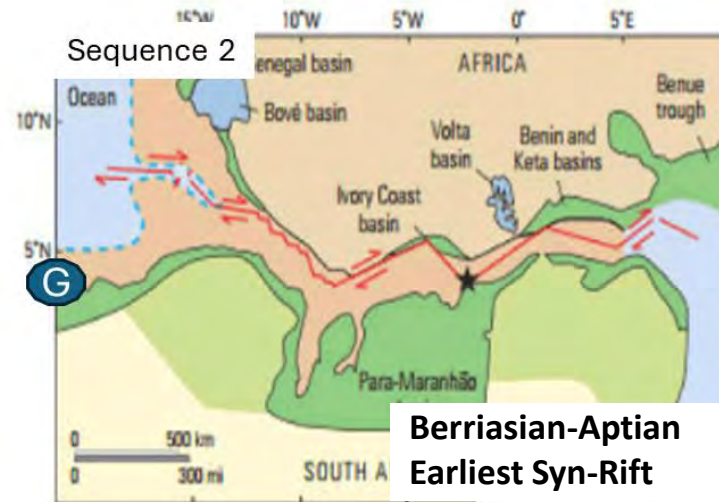 10°W 5°W 0° 5°E
Sequence 2
enegal basin
AFRICA
Ocean
Bové basin
Benue
trough
10°N
Volta
basin
Benin and
Keta basins
Ivory Coast
basin
5°N
G
Para-Maranhão
0 500 km
0 300 mi
SOUTH A
Berriasian-Aptian
Earliest Syn-Rift